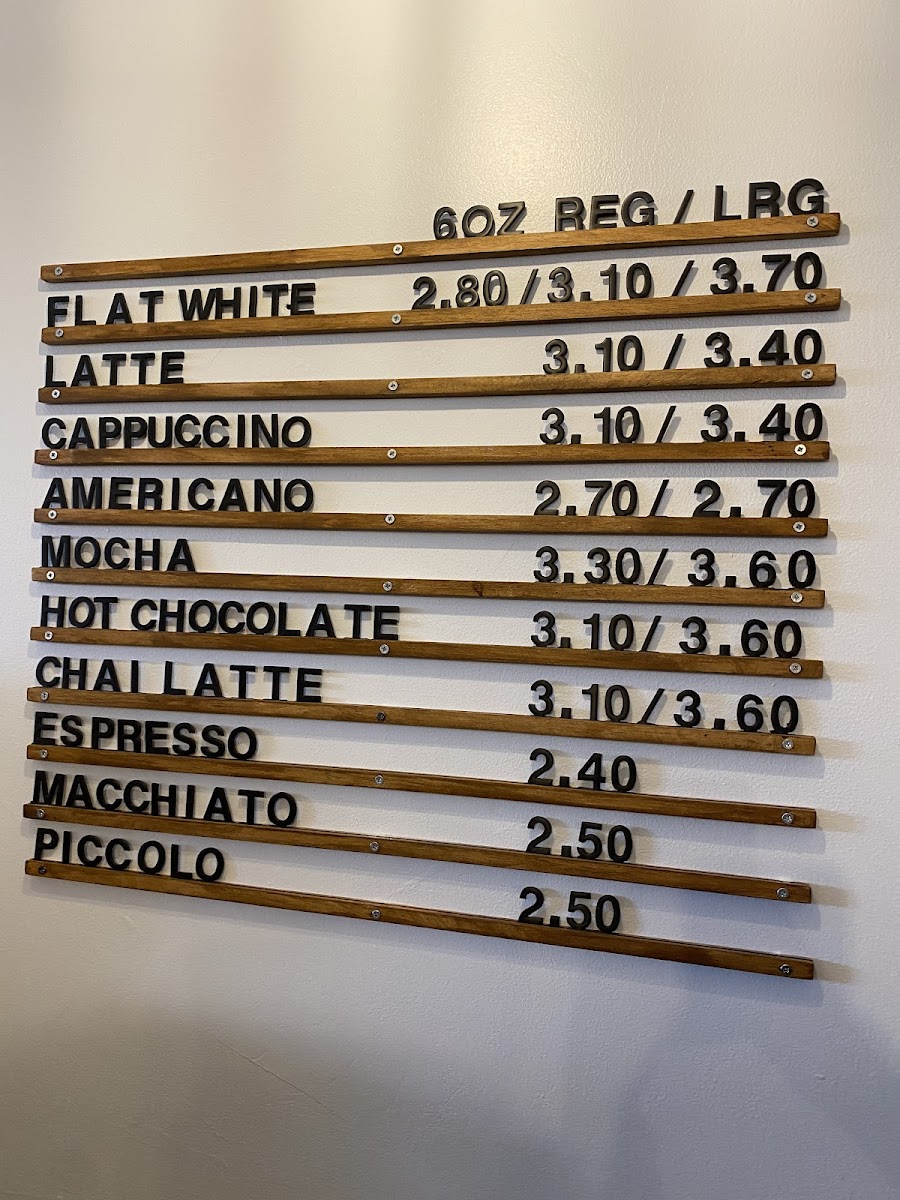 6OZ REG / LRG
FLAT WHITE 2.80 / 3.10 / 3.70
LATTE 3.10 / 3.40
CAPPUCCINO 3.10 / 3.40
AMERICANO 2.70 / 2.70
MOCHA 3.30 / 3.60
HOT CHOCOLATE 3.10 / 3.60
CHAI LATTE 3.10 / 3.60
ESPRESSO 2.40
MACCHIATO 2.50
PICCOLO 2.50